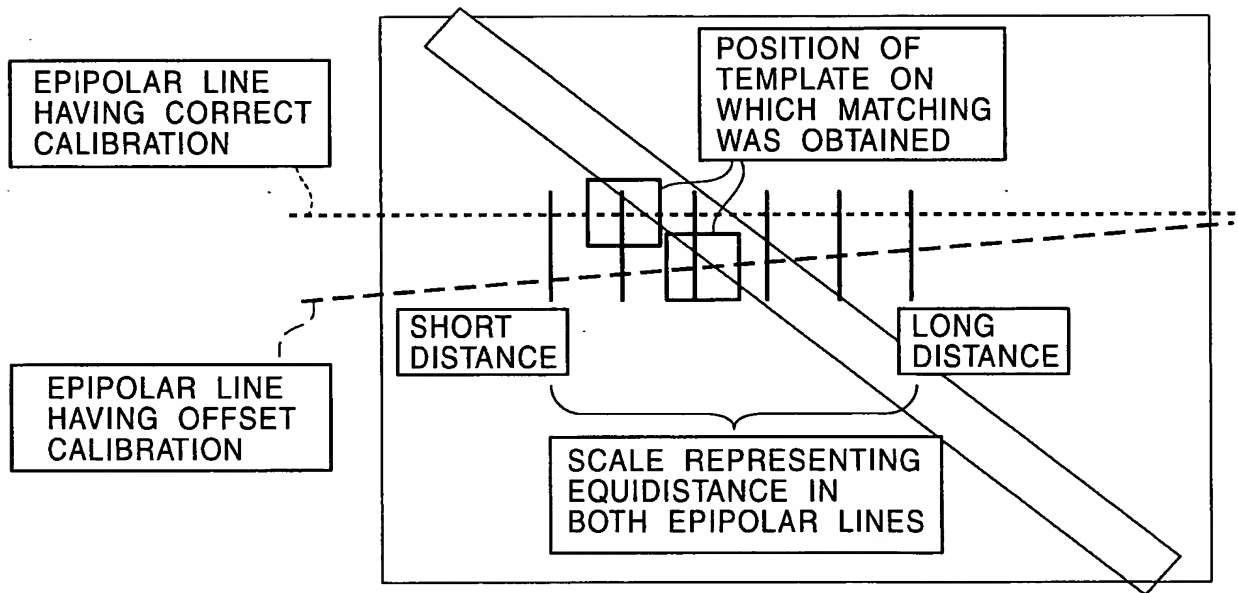 EPIPOLAR LINE
HAVING CORRECT
CALIBRATION
POSITION OF
TEMPLATE ON
WHICH MATCHING
WAS OBTAINED
SHORT
DISTANCE
LONG
DISTANCE
EPIPOLAR LINE
HAVING OFFSET
CALIBRATION
SCALE REPRESENTING
EQUIDISTANCE IN
BOTH EPIPOLAR LINES